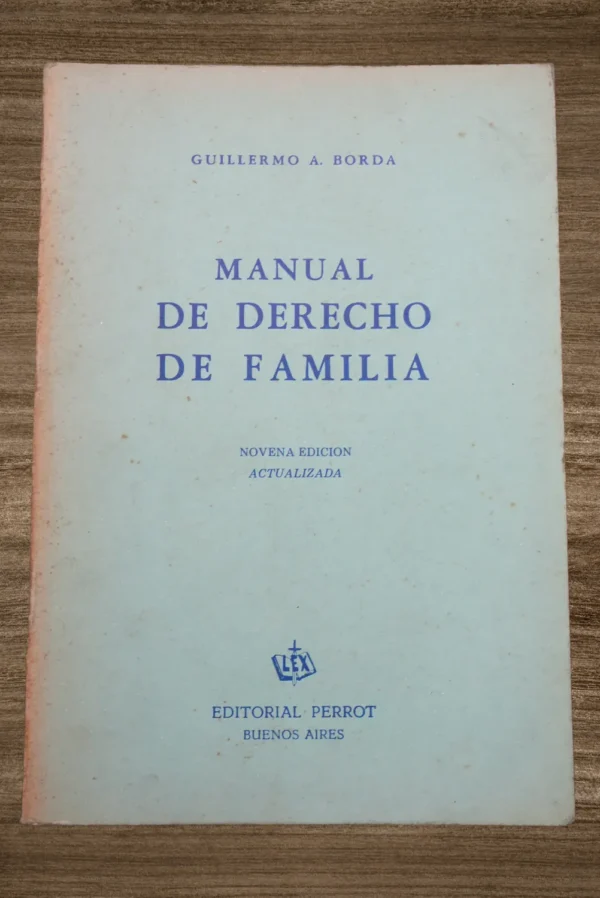 GUILLERMO A. BORDA
MANUAL
DE DERECHO
DE FAMILIA
NOVENA EDICION
ACTUALIZADA
LEX
EDITORIAL PERROT
BUENOS AIRES